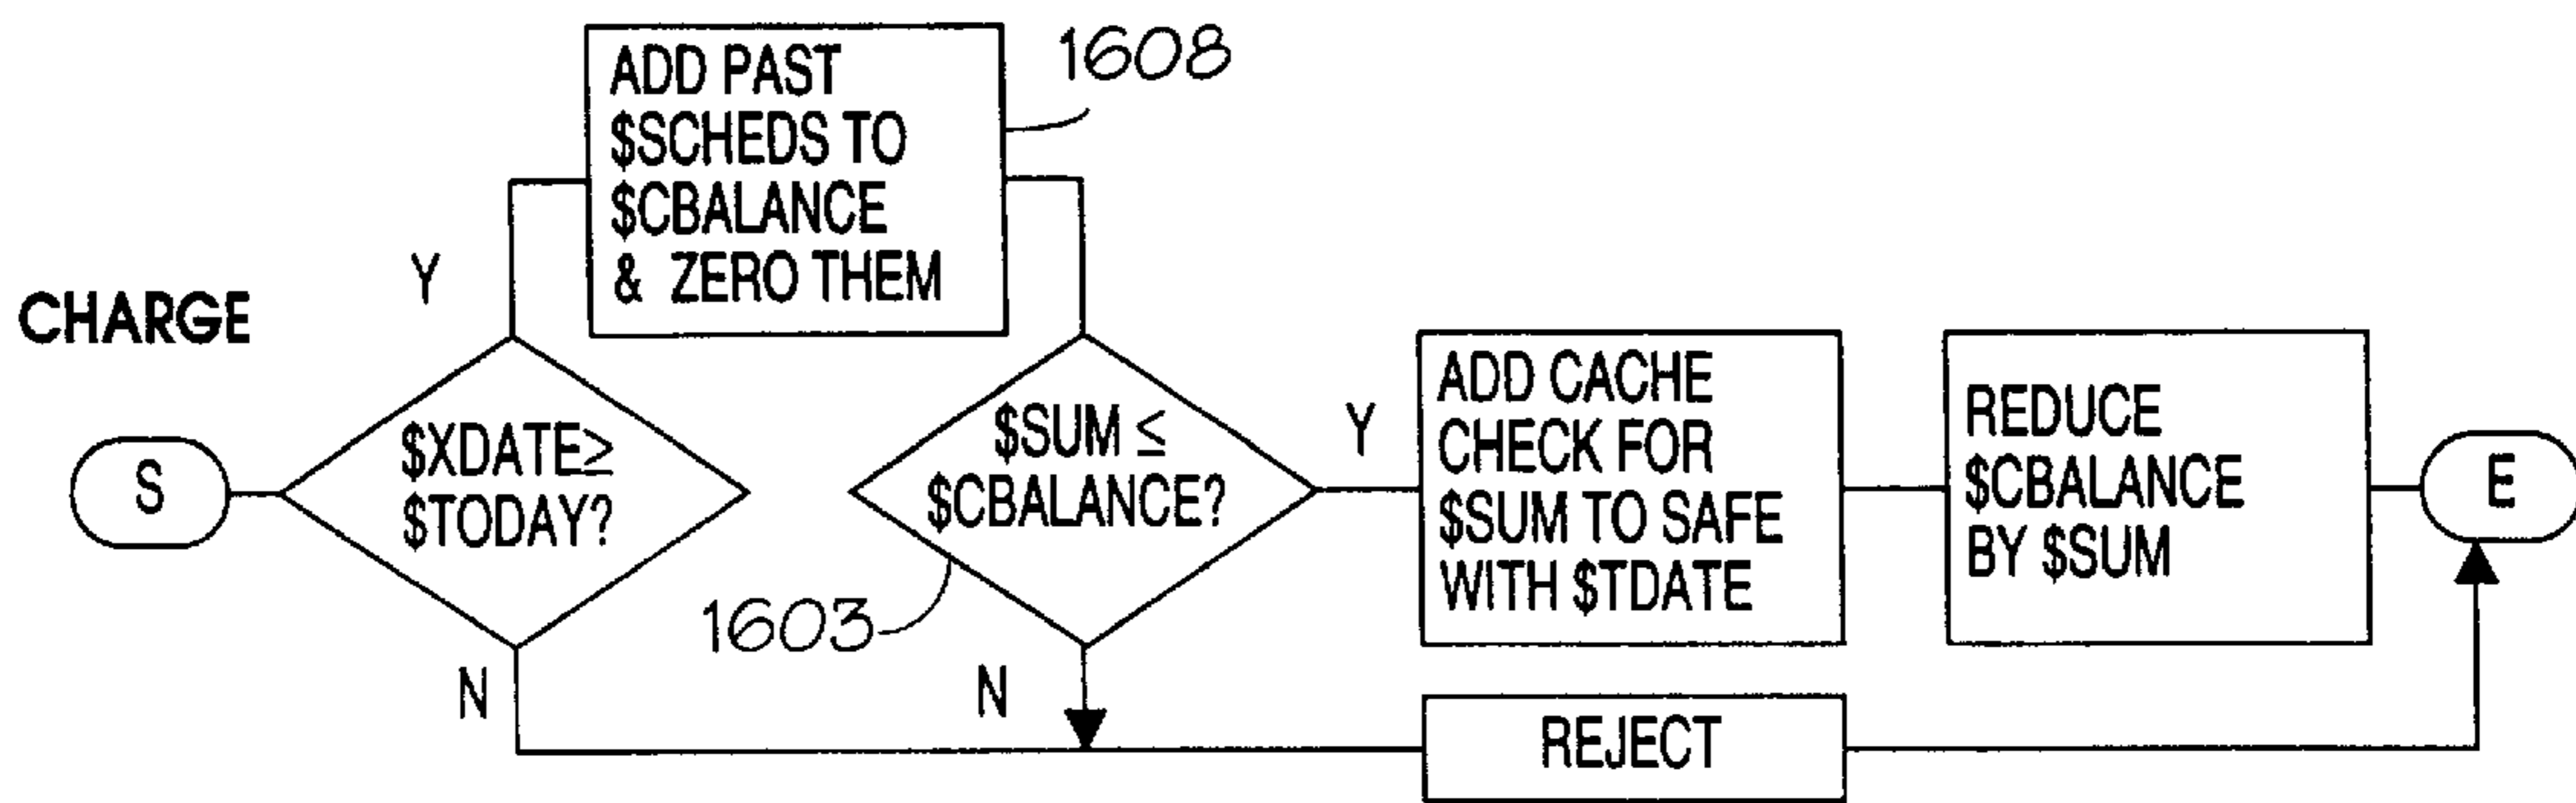 CHARGE
S
$XDATE≥
$TODAY?
Y
N
ADD PAST
$SCHEDS TO
$CBALANCE
& ZERO THEM
1608
$SUM ≤
$CBALANCE?
1603
Y
N
ADD CACHE
CHECK FOR
$SUM TO SAFE
WITH $TDATE
REDUCE
$CBALANCE
BY $SUM
REJECT
E